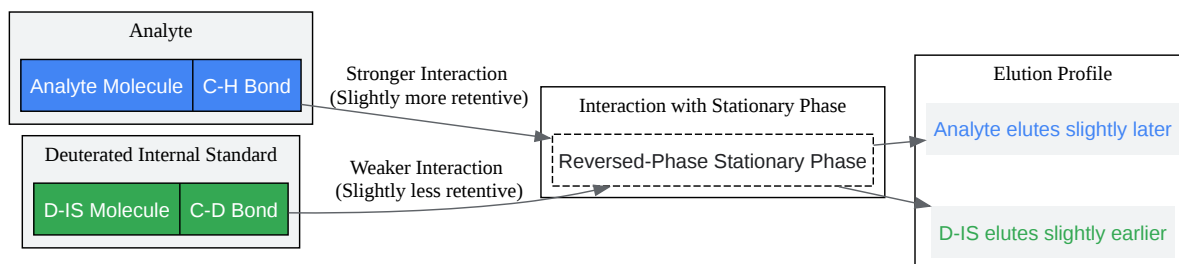 Analyte
Analyte Molecule C-H Bond
Deuterated Internal Standard
D-IS Molecule C-D Bond
Stronger Interaction
(Slightly more retentive)
Weaker Interaction
(Slightly less retentive)
Interaction with Stationary Phase
Reversed-Phase Stationary Phase
Elution Profile
Analyte elutes slightly later
D-IS elutes slightly earlier